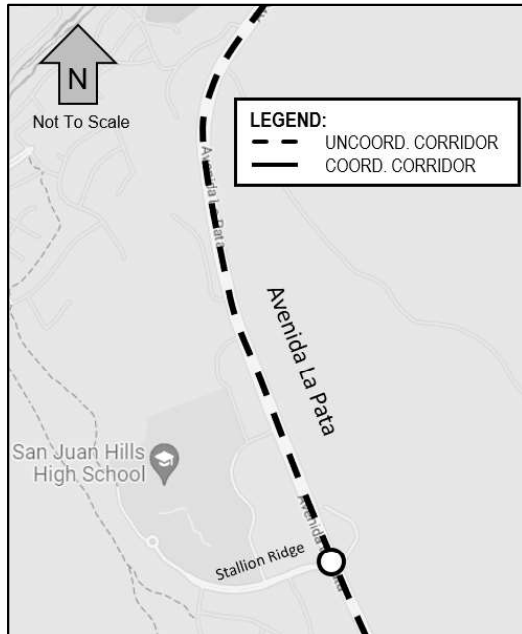 N
Not To Scale
LEGEND:
UNCOORD. CORRIDOR
COORD. CORRIDOR
Avenida La Pata
Avenida La Pata
San Juan Hills
High School
Stallion Ridge
Avenida